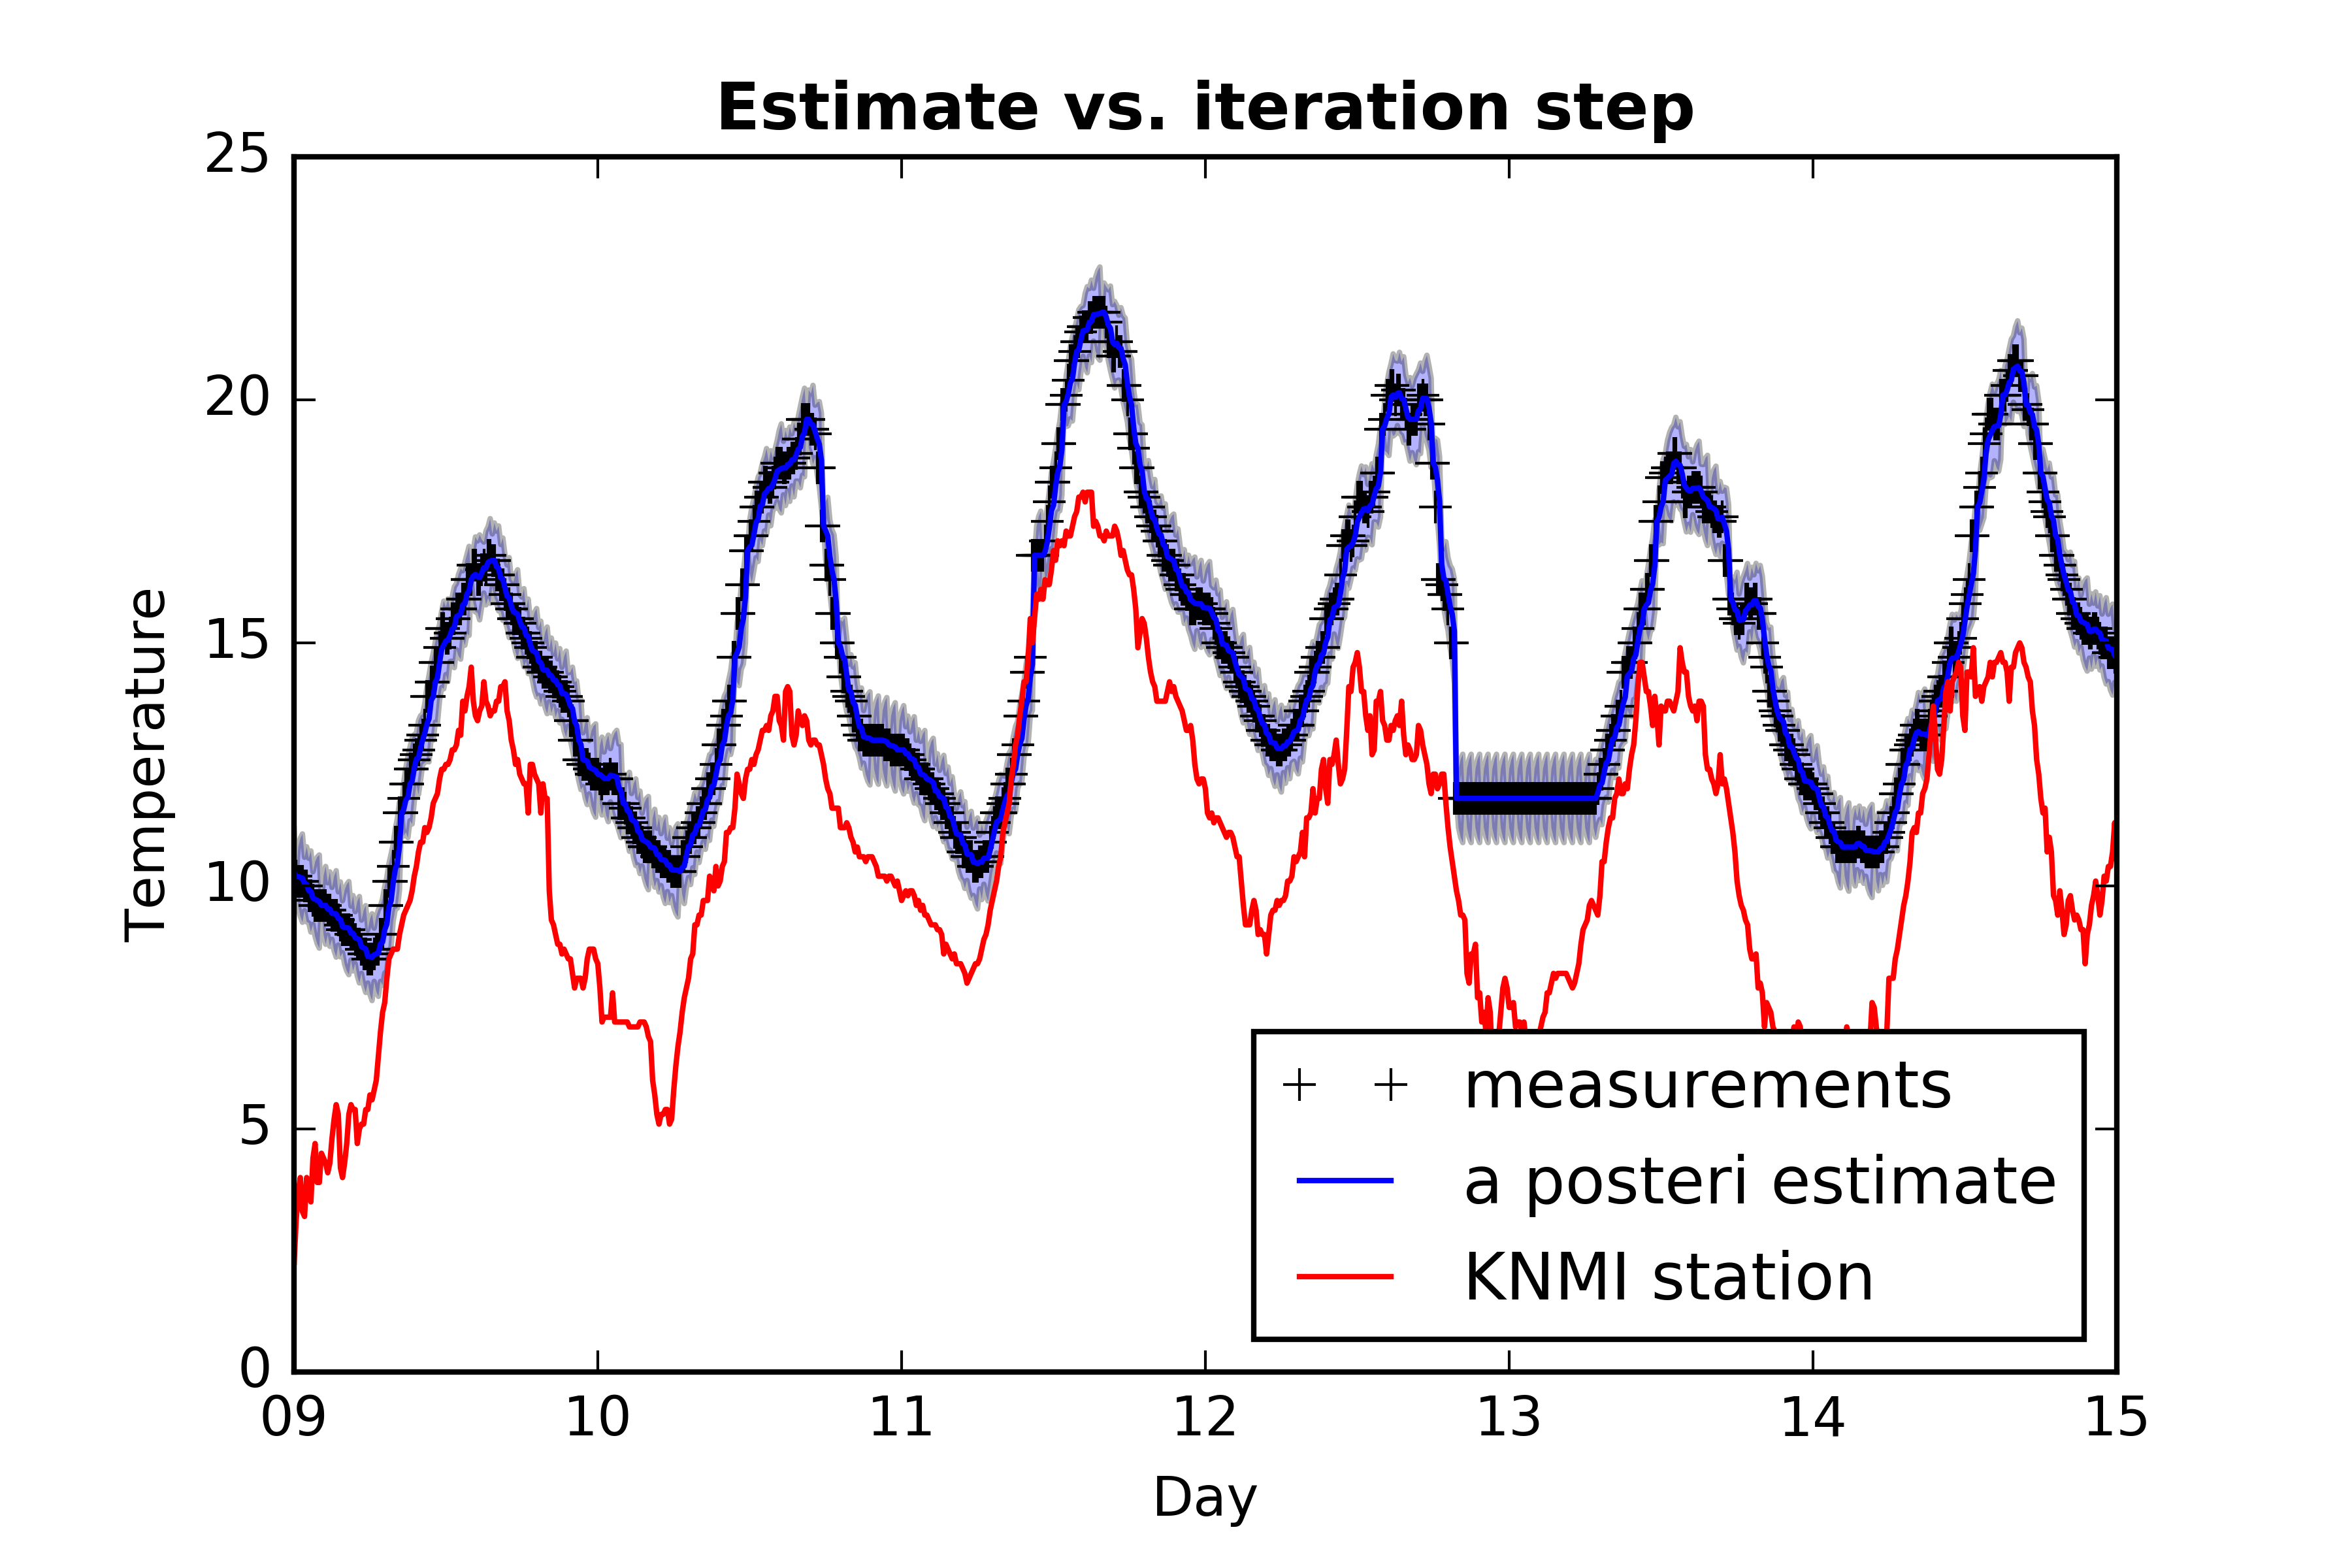 Estimate vs. iteration step
25
20
15
10
5
0
Temperature
09 10 11 12 13 14 15
Day
measurements
a posteri estimate
KNMI station